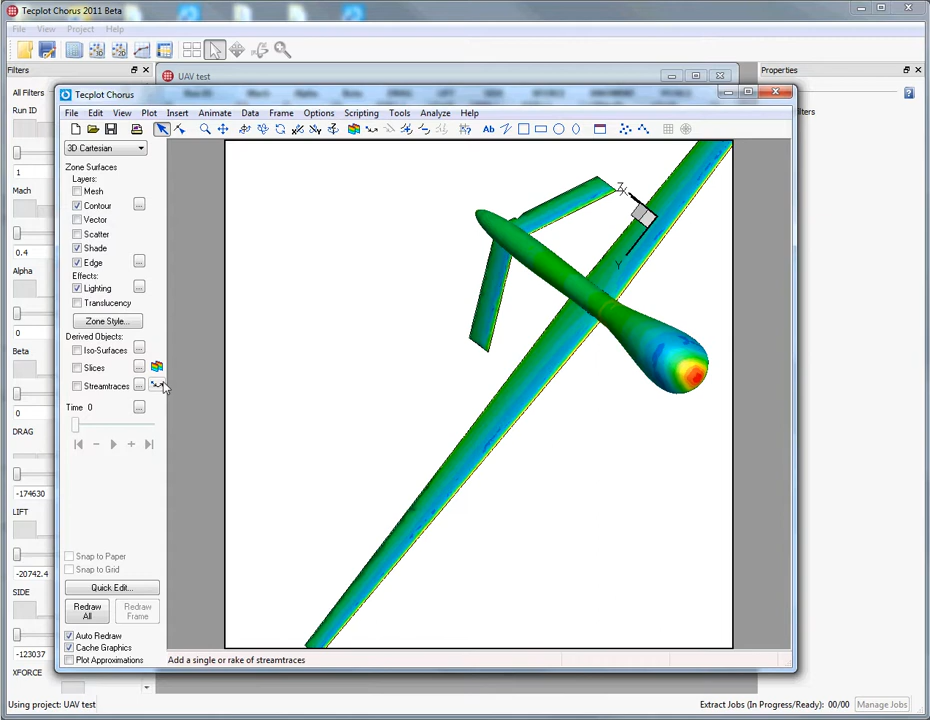 Tecplot Chorus 2011 Beta
File View Project Help
Filters
UAV test
Properties
All Filters
Run ID
1
Mach
0.4
Alpha
0
Beta
0
DRAG
-174630
LIFT
-20742.4
SIDE
-123037
XFORCE
Tecplot Chorus
File Edit View Plot Insert Animate Data Frame Options Scripting Tools Analyze Help
Ab
3D Cartesian
Zone Surfaces
Layers:
Mesh
Contour ...
Vector
Scatter
Shade
Edge ...
Effects:
Lighting ...
Translucency
Zone Style...
Derived Objects:
Iso-Surfaces ...
Slices ...
Streamtraces ...
Time 0 ...
Snap to Paper
Snap to Grid
Quick Edit...
Redraw All
Redraw Frame
Auto Redraw
Cache Graphics
Plot Approximations
Z
X
Y
Add a single or rake of streamtraces
Using project: UAV test
Extract Jobs (In Progress/Ready): 00/00 Manage Jobs